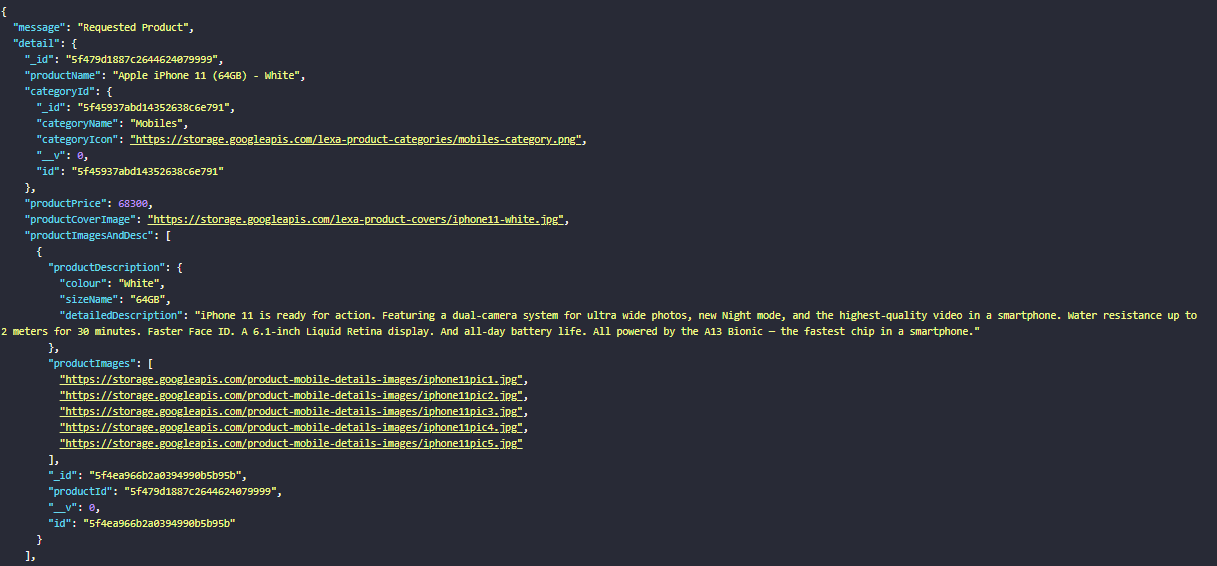 {
"message": "Requested Product",
"detail": {
"_id": "5f479d1887c2644624079999",
"productName": "Apple iPhone 11 (64GB) - White",
"categoryId": {
"_id": "5f45937abd14352638c6e791",
"categoryName": "Mobiles",
"categoryIcon": "https://storage.googleapis.com/lexa-product-categories/mobiles-category.png",
"__v": 0,
"id": "5f45937abd14352638c6e791"
},
"productPrice": 68300,
"productCoverImage": "https://storage.googleapis.com/lexa-product-covers/iphone11-white.jpg",
"productImagesAndDesc": [
{
"productDescription": {
"colour": "White",
"sizeName": "64GB",
"detailedDescription": "iPhone 11 is ready for action. Featuring a dual-camera system for ultra wide photos, new Night mode, and the highest-quality video in a smartphone. Water resistance up to
2 meters for 30 minutes. Faster Face ID. A 6.1-inch Liquid Retina display. And all-day battery life. All powered by the A13 Bionic — the fastest chip in a smartphone."
},
"productImages": [
"https://storage.googleapis.com/product-mobile-details-images/iphone11pic1.jpg",
"https://storage.googleapis.com/product-mobile-details-images/iphone11pic2.jpg",
"https://storage.googleapis.com/product-mobile-details-images/iphone11pic3.jpg",
"https://storage.googleapis.com/product-mobile-details-images/iphone11pic4.jpg",
"https://storage.googleapis.com/product-mobile-details-images/iphone11pic5.jpg"
],
"_id": "5f4ea966b2a0394990b5b95b",
"productId": "5f479d1887c2644624079999",
"__v": 0,
"id": "5f4ea966b2a0394990b5b95b"
}
],